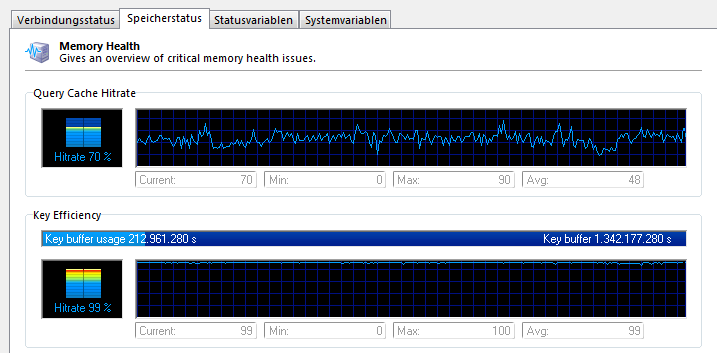 Verbindungsstatus Speicherstatus Statusvariablen Systemvariablen
Memory Health
Gives an overview of critical memory health issues.
Query Cache Hitrate
Hitrate 70 %
Current: 70 Min: 0 Max: 90 Avg: 48
Key Efficiency
Key buffer usage 212.961.280 s Key buffer 1.342.177.280 s
Hitrate 99 %
Current: 99 Min: 0 Max: 100 Avg: 99